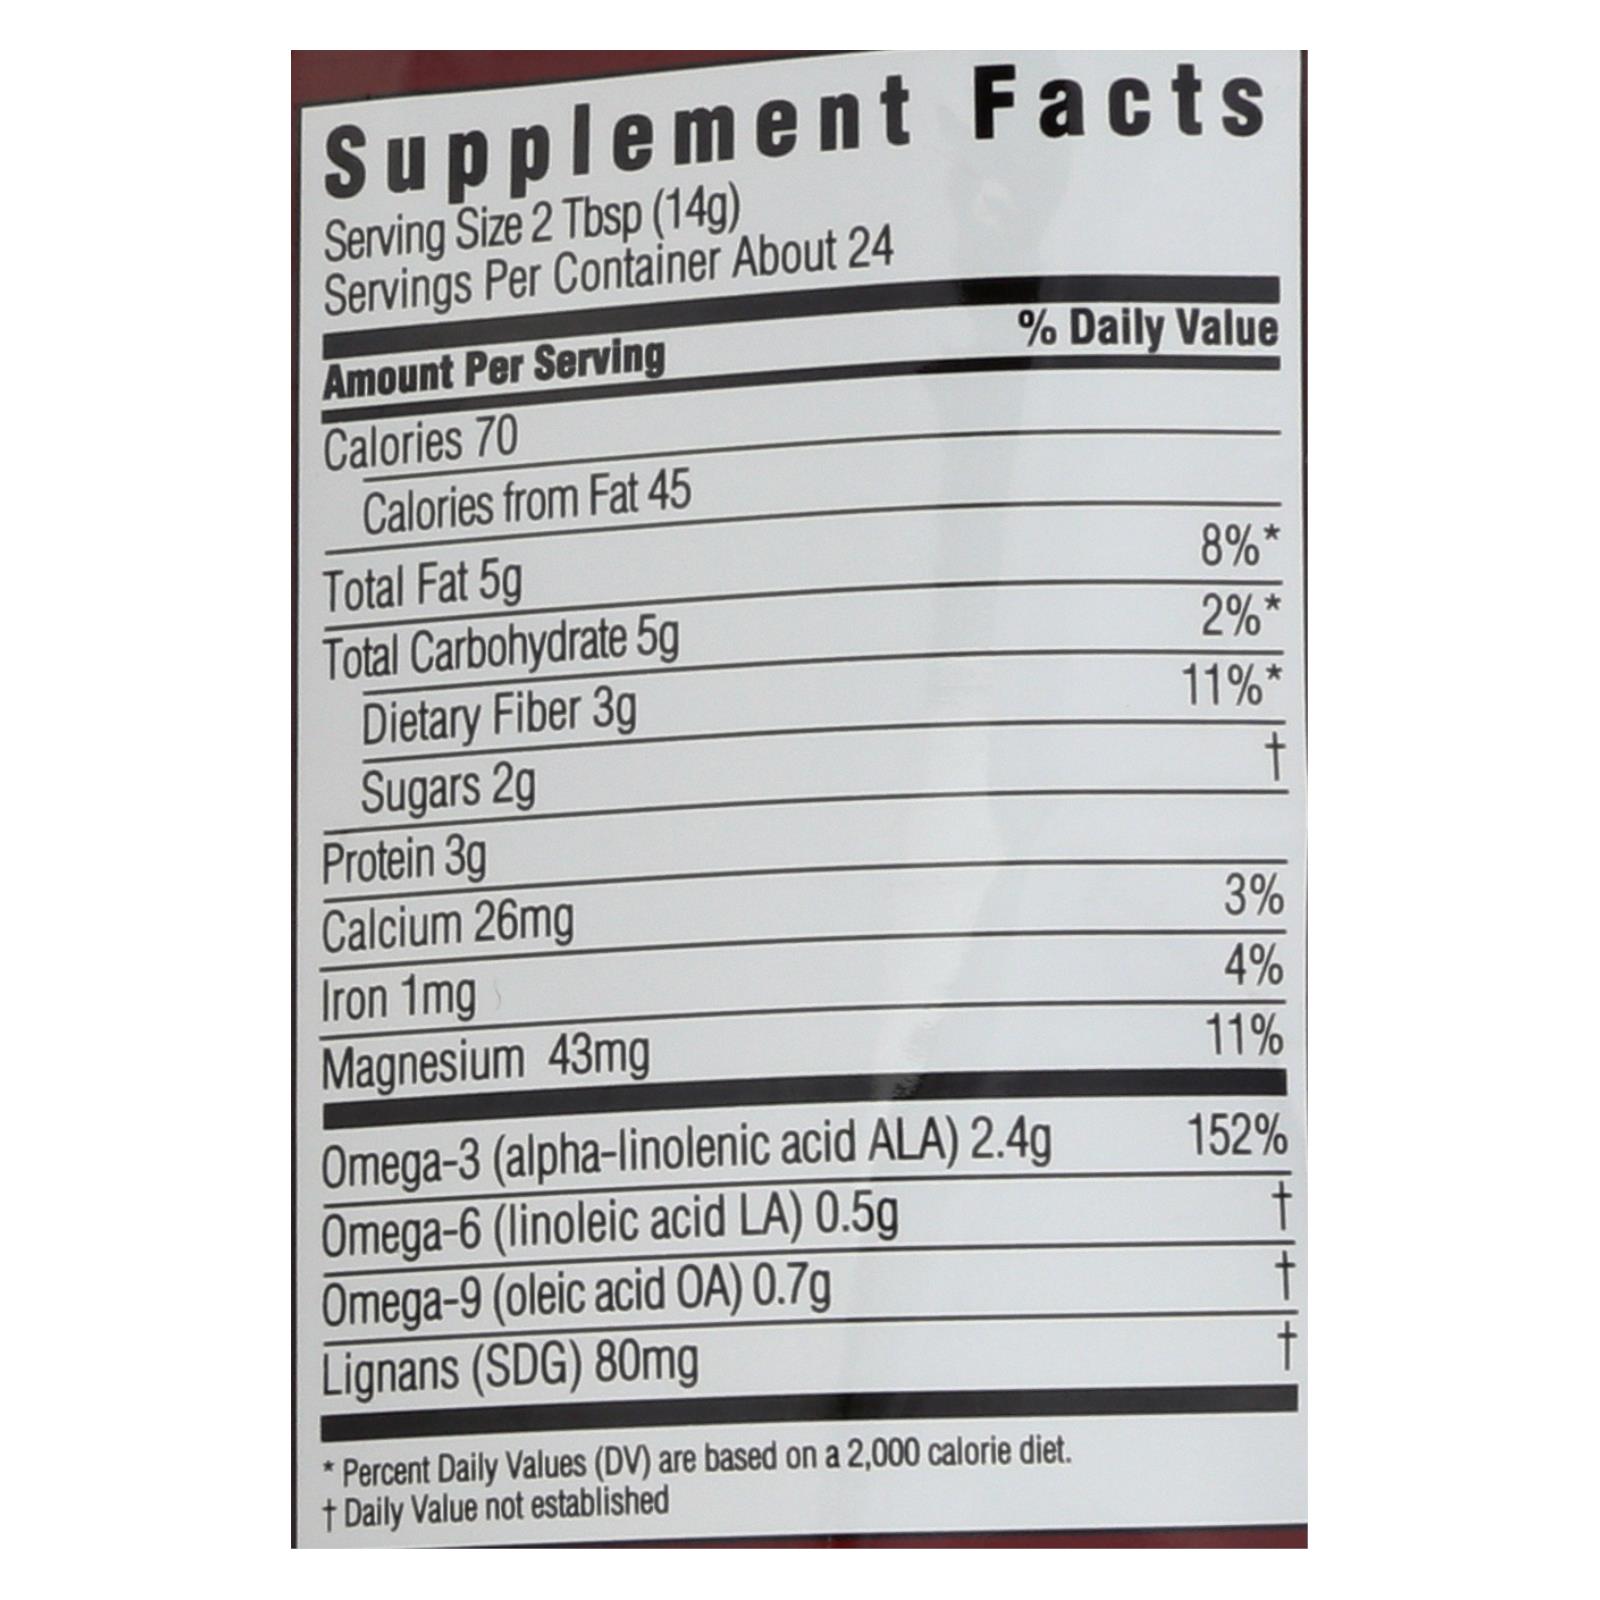 Supplement Facts
Serving Size 2 Tbsp (14g)
Servings Per Container About 24
% Daily Value
Amount Per Serving
Calories 70
Calories from Fat 45
Total Fat 5g 8%*
Total Carbohydrate 5g 2%*
Dietary Fiber 3g 11%*
Sugars 2g †
Protein 3g
Calcium 26mg 3%
Iron 1mg 4%
Magnesium 43mg 11%
Omega-3 (alpha-linolenic acid ALA) 2.4g 152%
Omega-6 (linoleic acid LA) 0.5g †
Omega-9 (oleic acid OA) 0.7g †
Lignans (SDG) 80mg †
* Percent Daily Values (DV) are based on a 2,000 calorie diet.
† Daily Value not established